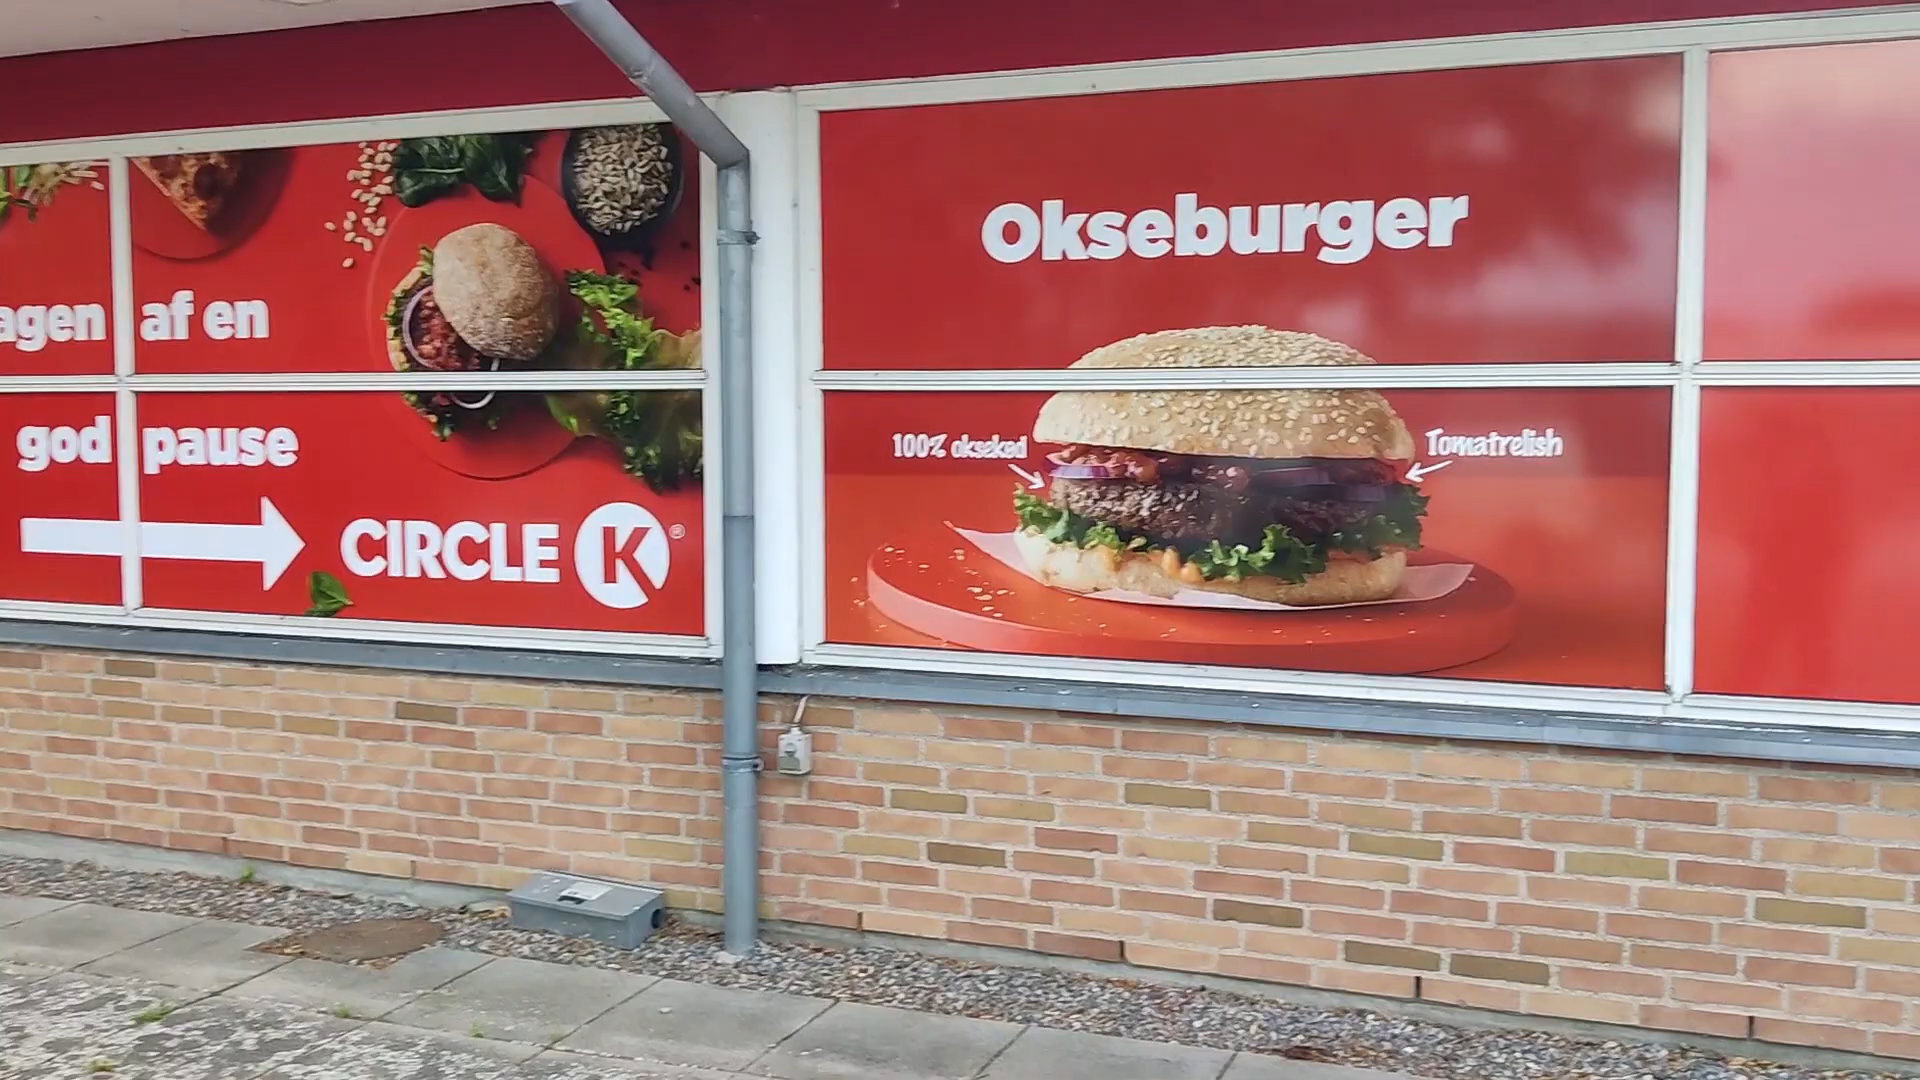 agen af en
god pause
CIRCLE K®
Okseburger
100% oksekød
Tomatrelish